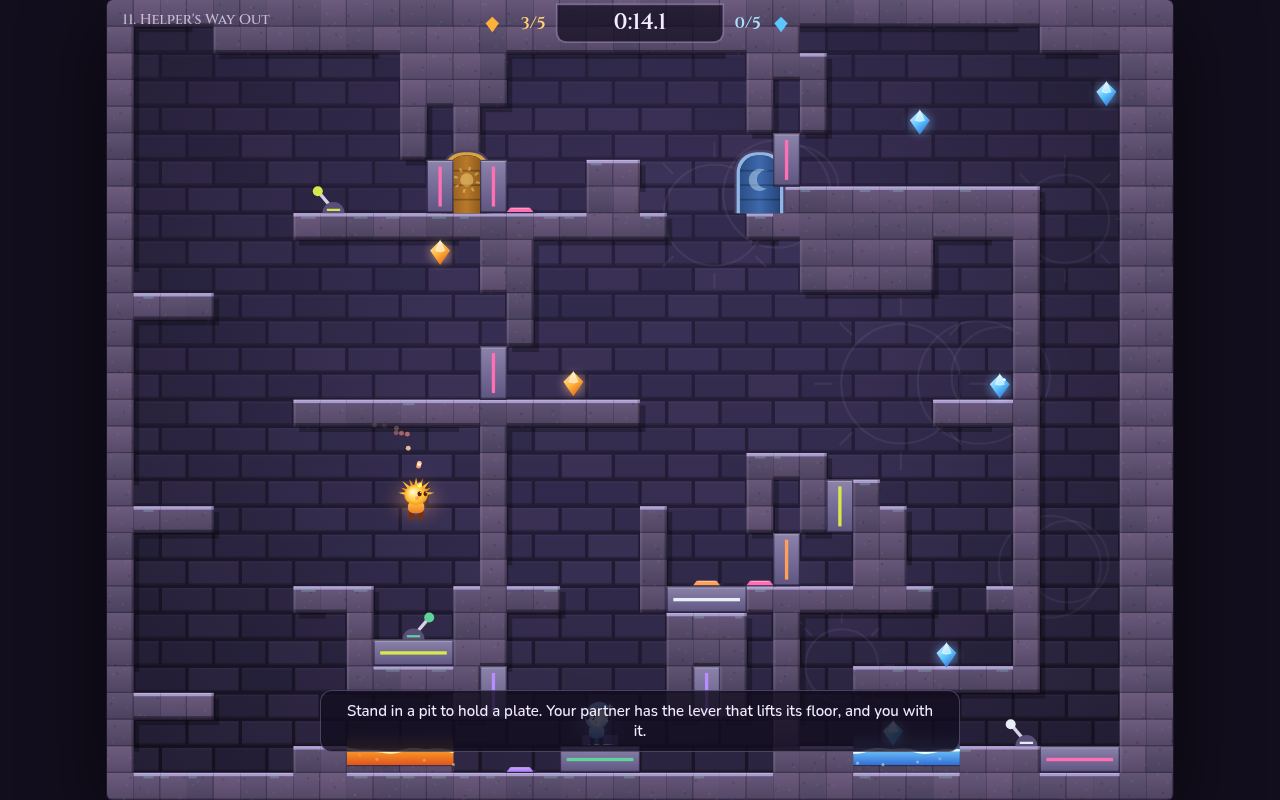 11. Helper's Way Out
3/5
0:14.1
0/5
Stand in a pit to hold a plate. Your partner has the lever that lifts its floor, and you with
it.